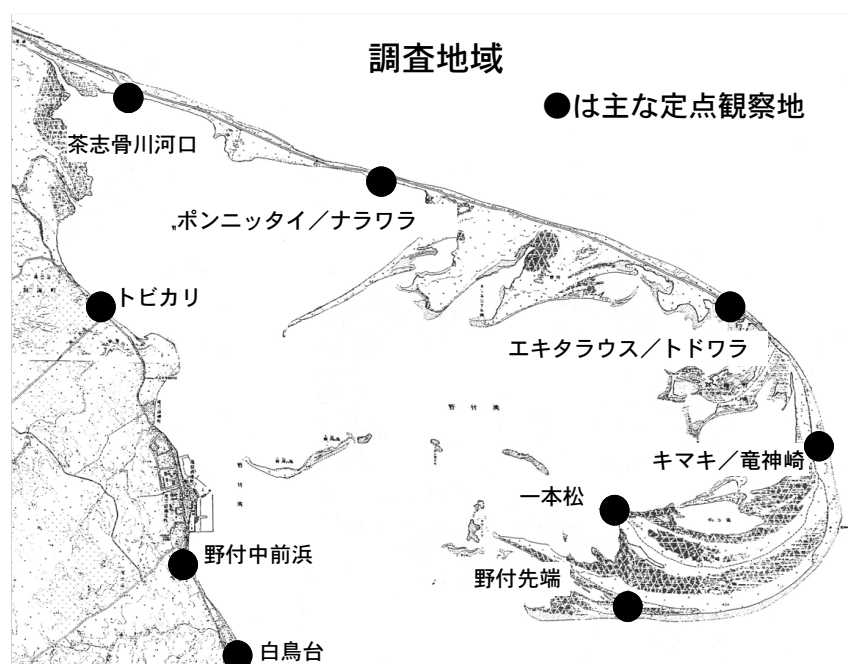 調査地域
●は主な定点観察地
茶志骨川河口
ポンニッタイ／ナラワラ
トビカリ
エキタラウス／トドワラ
野付湾
キマキ／竜神崎
一本松
野付中前浜
野付先端
白鳥台